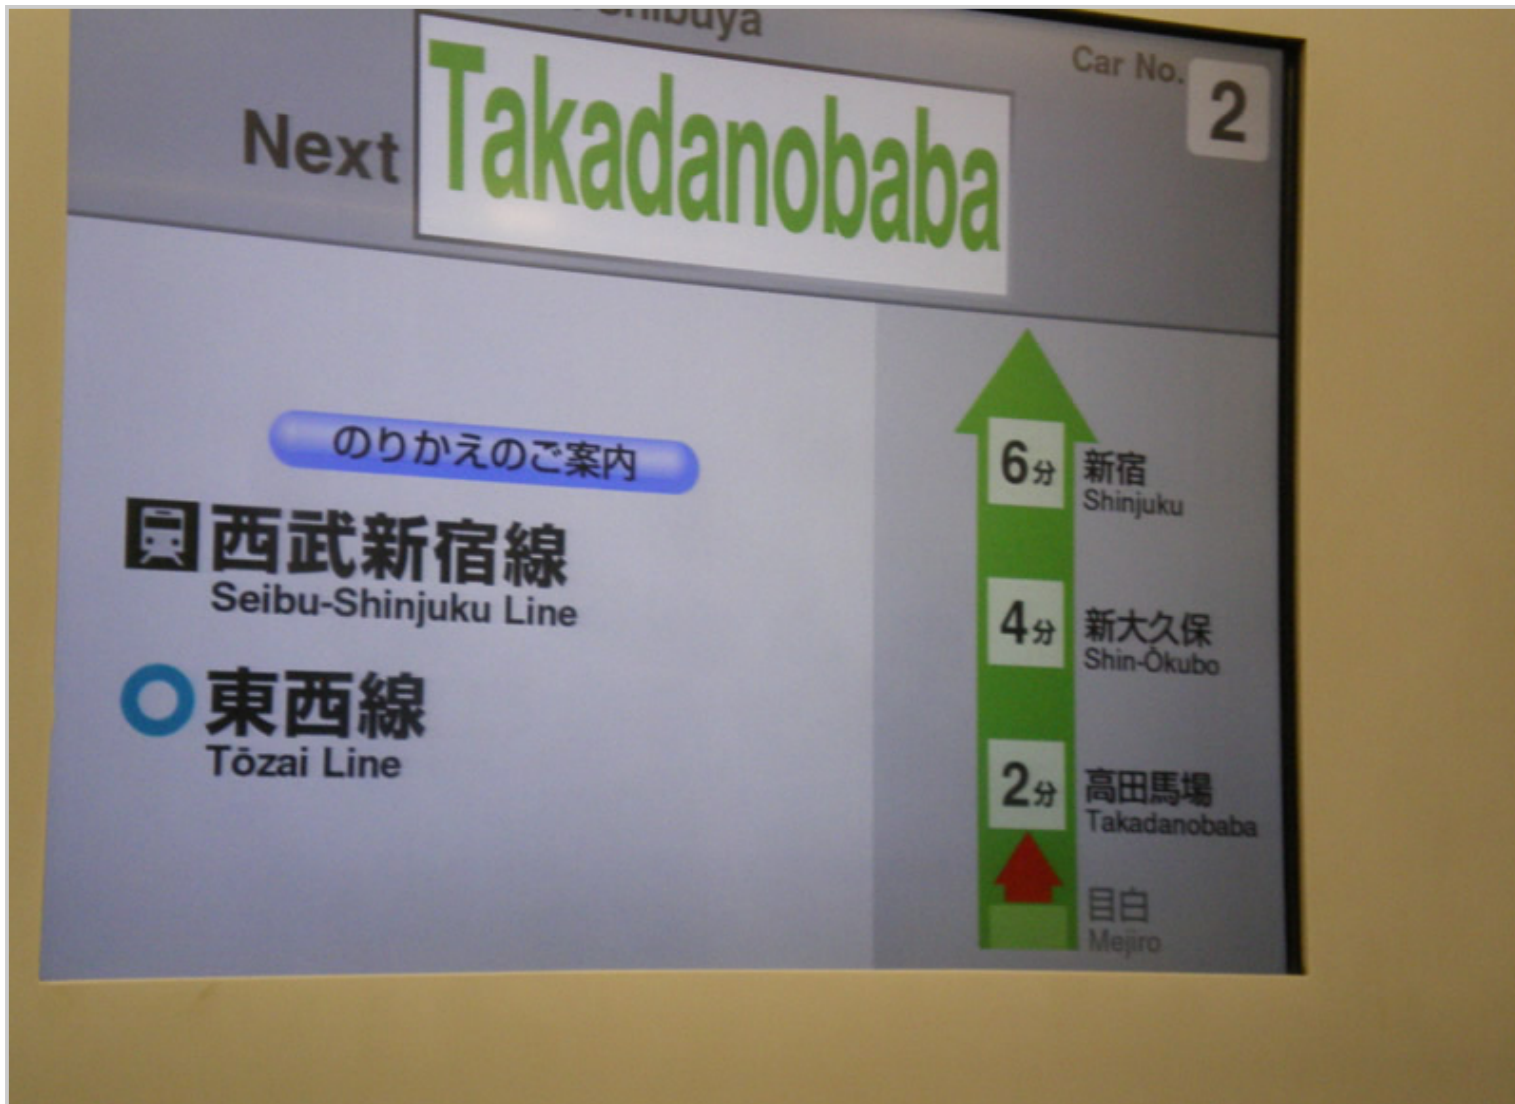 Shibuya
Car No. 2
Next Takadanobaba
のりかえのご案内
西武新宿線
Seibu-Shinjuku Line
東西線
Tōzai Line
6分 新宿
Shinjuku
4分 新大久保
Shin-Ōkubo
2分 高田馬場
Takadanobaba
目白
Mejiro